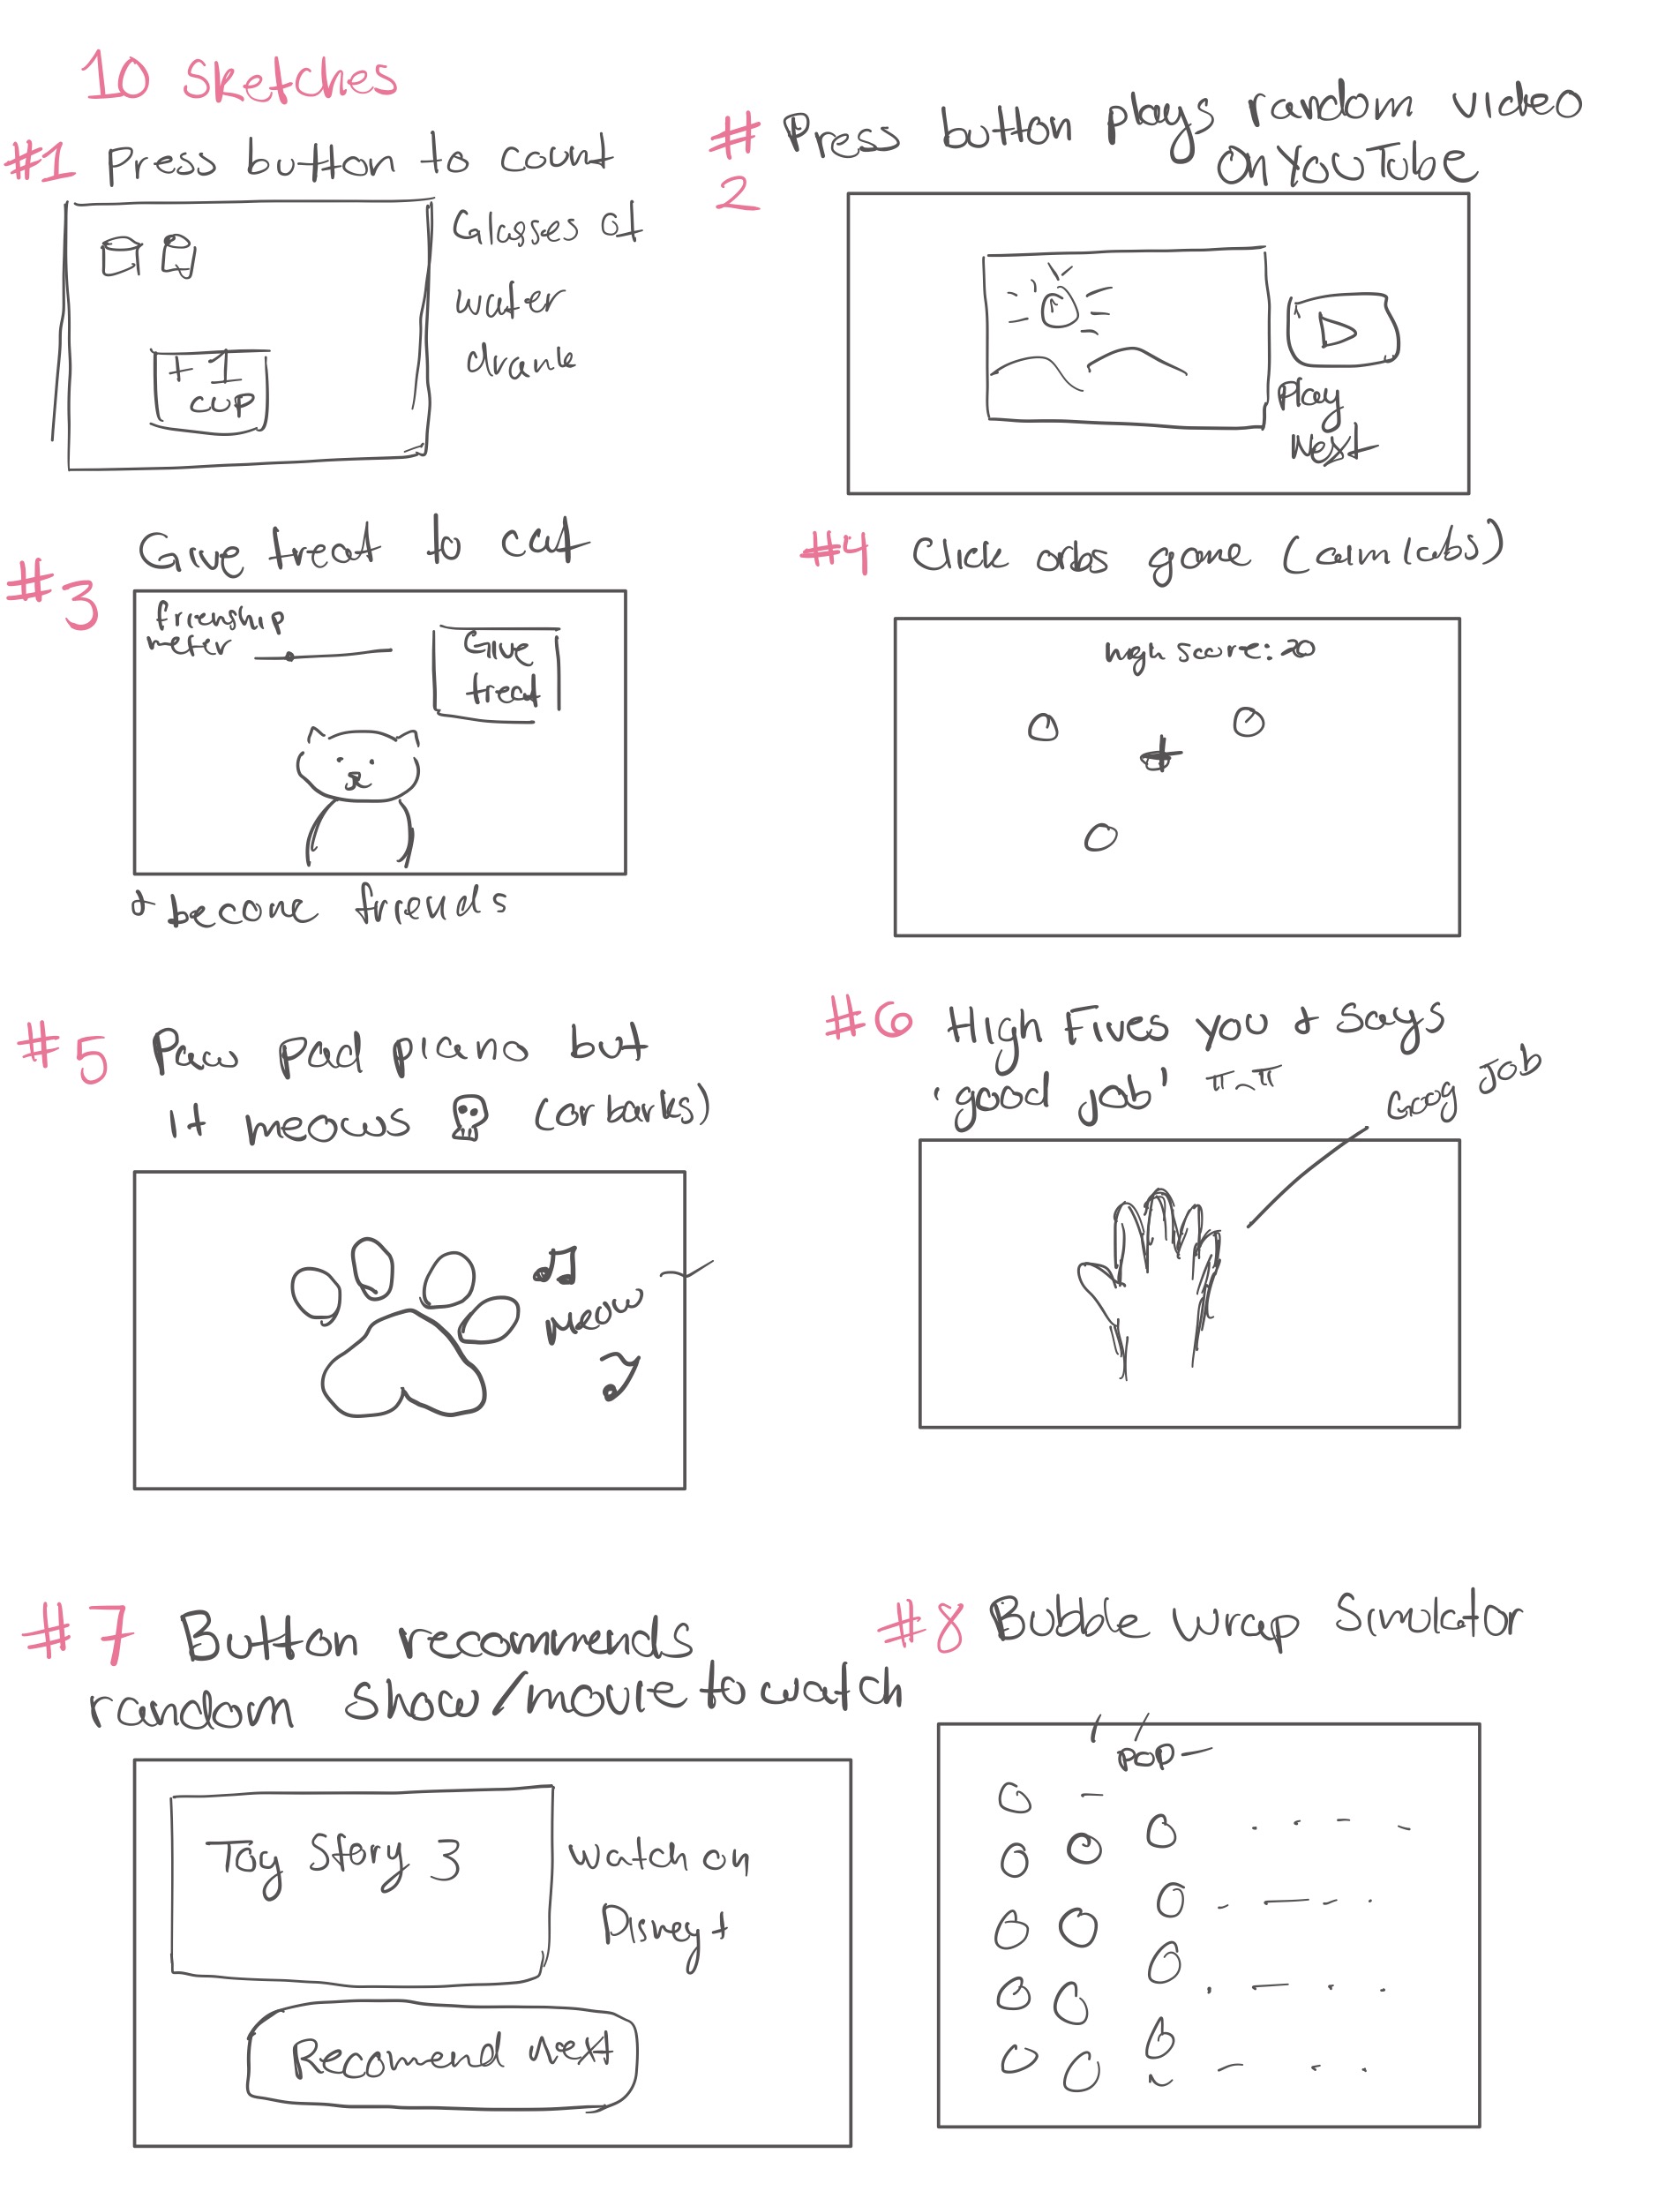 10 Sketches
#1 Press button to count
Glasses of
water
drank
+1
cup
#2 Press button plays random video
on YouTube
Play
Next
#3 Give treat to cat
frienship
meter
Give
treat
+ become friends
#4 Click orbs game (aimlabs)
high score: 20
#5 Paw pad piano but
it meows (or barks)
meow
#6 High Fives you + says
'good job' π_π
Goog Job
#7 Button recommends
random show/movie to watch
Toy Story 3
watch on
Disney+
Recomend next
#8 Bubble wrap Simulator
POP